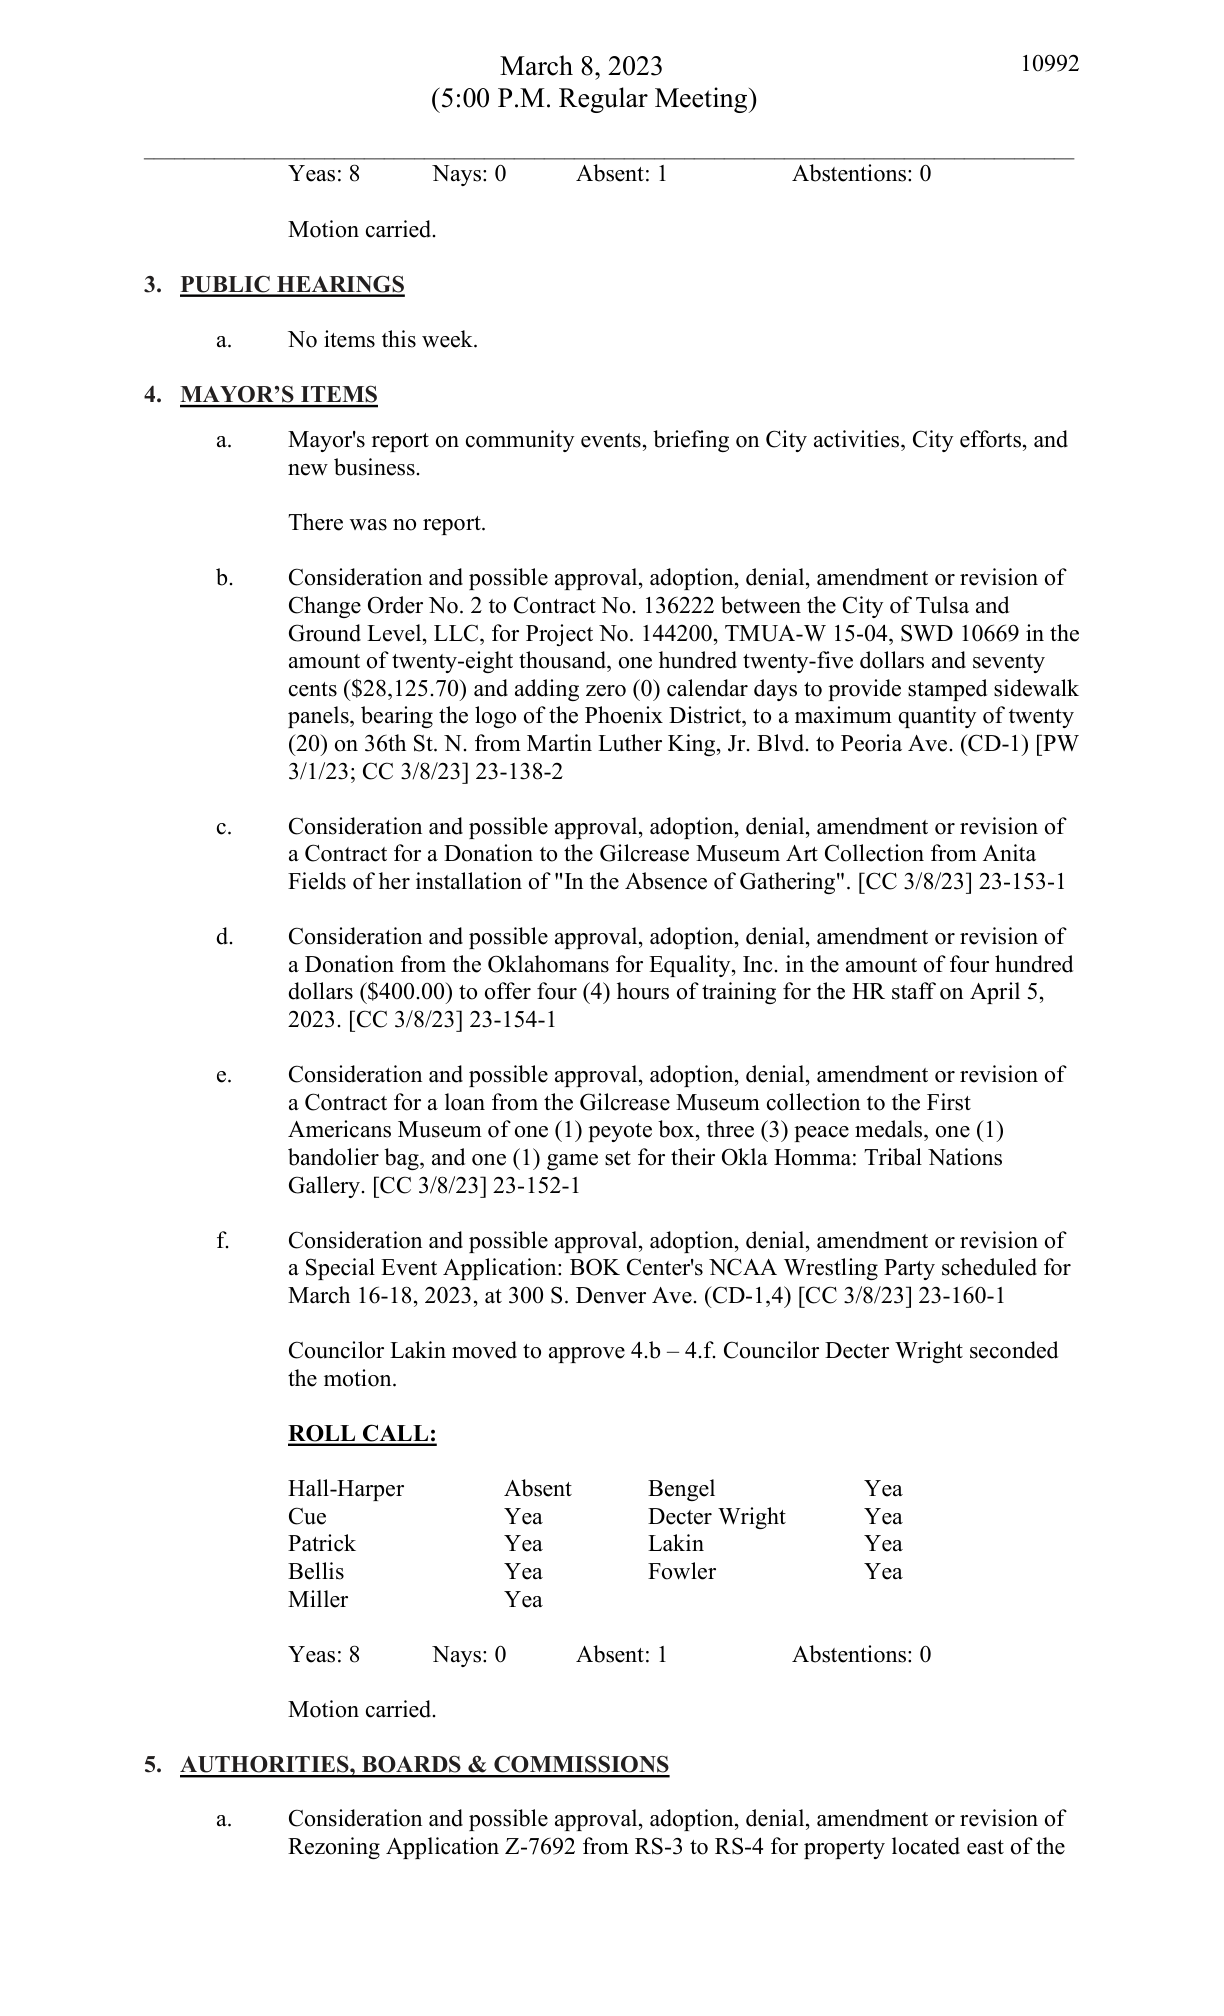 March 8, 2023 10992
(5:00 P.M. Regular Meeting)
Yeas: 8 Nays: 0 Absent: 1 Abstentions: 0
Motion carried.
3. PUBLIC HEARINGS
a. No items this week.
4. MAYOR’S ITEMS
a. Mayor's report on community events, briefing on City activities, City efforts, and
new business.
There was no report.
b. Consideration and possible approval, adoption, denial, amendment or revision of
Change Order No. 2 to Contract No. 136222 between the City of Tulsa and
Ground Level, LLC, for Project No. 144200, TMUA-W 15-04, SWD 10669 in the
amount of twenty-eight thousand, one hundred twenty-five dollars and seventy
cents ($28,125.70) and adding zero (0) calendar days to provide stamped sidewalk
panels, bearing the logo of the Phoenix District, to a maximum quantity of twenty
(20) on 36th St. N. from Martin Luther King, Jr. Blvd. to Peoria Ave. (CD-1) [PW
3/1/23; CC 3/8/23] 23-138-2
c. Consideration and possible approval, adoption, denial, amendment or revision of
a Contract for a Donation to the Gilcrease Museum Art Collection from Anita
Fields of her installation of "In the Absence of Gathering". [CC 3/8/23] 23-153-1
d. Consideration and possible approval, adoption, denial, amendment or revision of
a Donation from the Oklahomans for Equality, Inc. in the amount of four hundred
dollars ($400.00) to offer four (4) hours of training for the HR staff on April 5,
2023. [CC 3/8/23] 23-154-1
e. Consideration and possible approval, adoption, denial, amendment or revision of
a Contract for a loan from the Gilcrease Museum collection to the First
Americans Museum of one (1) peyote box, three (3) peace medals, one (1)
bandolier bag, and one (1) game set for their Okla Homma: Tribal Nations
Gallery. [CC 3/8/23] 23-152-1
f. Consideration and possible approval, adoption, denial, amendment or revision of
a Special Event Application: BOK Center's NCAA Wrestling Party scheduled for
March 16-18, 2023, at 300 S. Denver Ave. (CD-1,4) [CC 3/8/23] 23-160-1
Councilor Lakin moved to approve 4.b – 4.f. Councilor Decter Wright seconded
the motion.
ROLL CALL:
Hall-Harper Absent Bengel Yea
Cue Yea Decter Wright Yea
Patrick Yea Lakin Yea
Bellis Yea Fowler Yea
Miller Yea
Yeas: 8 Nays: 0 Absent: 1 Abstentions: 0
Motion carried.
5. AUTHORITIES, BOARDS & COMMISSIONS
a. Consideration and possible approval, adoption, denial, amendment or revision of
Rezoning Application Z-7692 from RS-3 to RS-4 for property located east of the